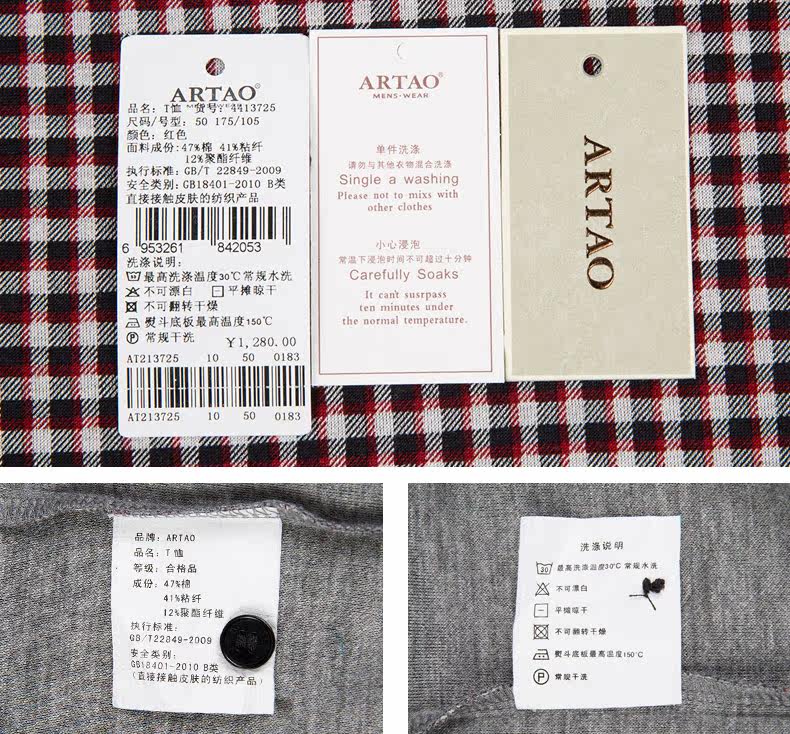 ARTAO®
MENS·WEAR
品名: T恤 货号: 4413725
尺码/号型: 50 175/105
颜色: 红色
面料成份: 47%棉 41%粘纤
12%聚酯纤维
执行标准: GB/T 22849-2009
安全类别: GB18401-2010 B类
直接接触皮肤的纺织产品
6 953261 842053
洗涤说明:
30 最高洗涤温度30℃常规水洗
不可漂白 平摊晾干
不可翻转干燥
熨斗底板最高温度150℃
P 常规干洗
￥1,280.00
AT213725 10 50 0183
AT213725 10 50 0183
ARTAO®
MENS·WEAR
单件洗涤
请勿与其他衣物混合洗涤
Single a washing
Please not to mixs with
other clothes
小心浸泡
常温下浸泡时间不可超过十分钟
Carefully Soaks
It can't susrpass
ten minutes under
the normal temperature.
ARTAO
品牌: ARTAO
品名: T恤
等级: 合格品
成份: 47%棉
41%粘纤
12%聚酯纤维
执行标准:
GB/T22849-2009
安全类别:
GB18401-2010 B类
(直接接触皮肤的纺织产品)
洗涤说明
30 最高洗涤温度30℃ 常规水洗
不可漂白
平摊晾干
不可翻转干燥
熨斗底板最高温度150℃
P 常规干洗